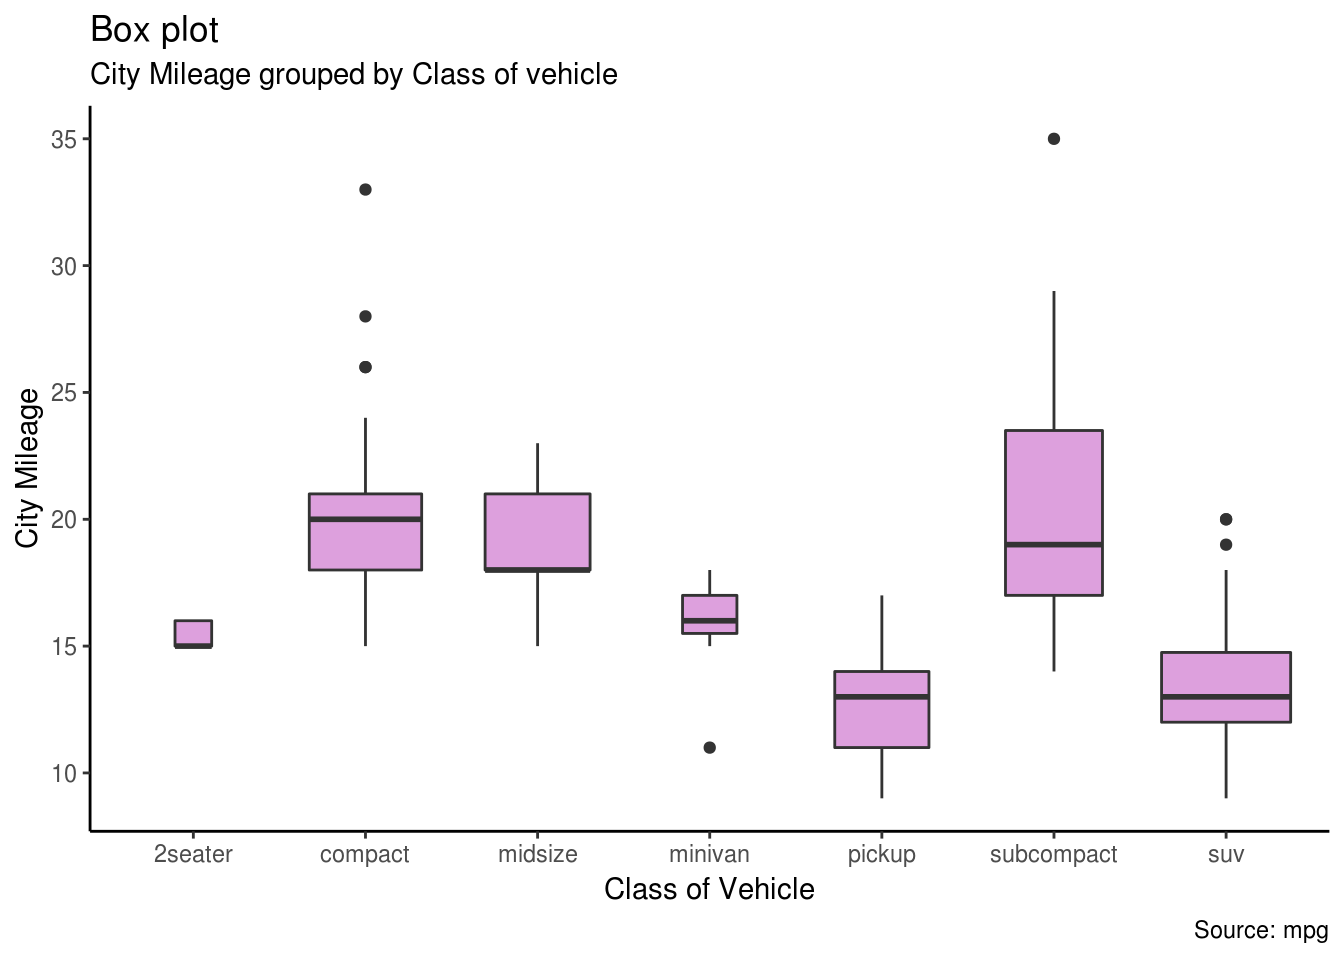 Box plot
City Mileage grouped by Class of vehicle
City Mileage
35
30
25
20
15
10
2seater compact midsize minivan pickup subcompact suv
Class of Vehicle
Source: mpg